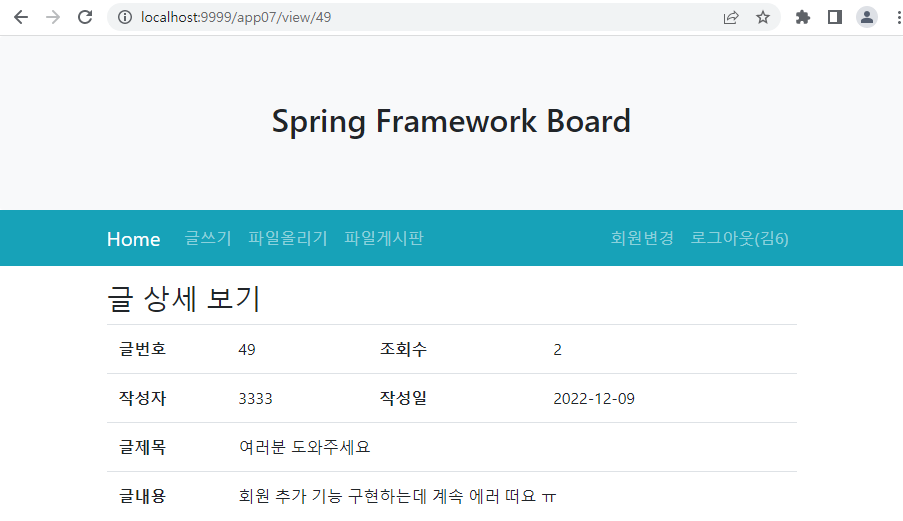 localhost:9999/app07/view/49
Spring Framework Board
Home 글쓰기 파일올리기 파일게시판 회원변경 로그아웃(김6)
글 상세 보기
글번호 49 조회수 2
작성자 3333 작성일 2022-12-09
글제목 여러분 도와주세요
글내용 회원 추가 기능 구현하는데 계속 에러 떠요 ㅠ